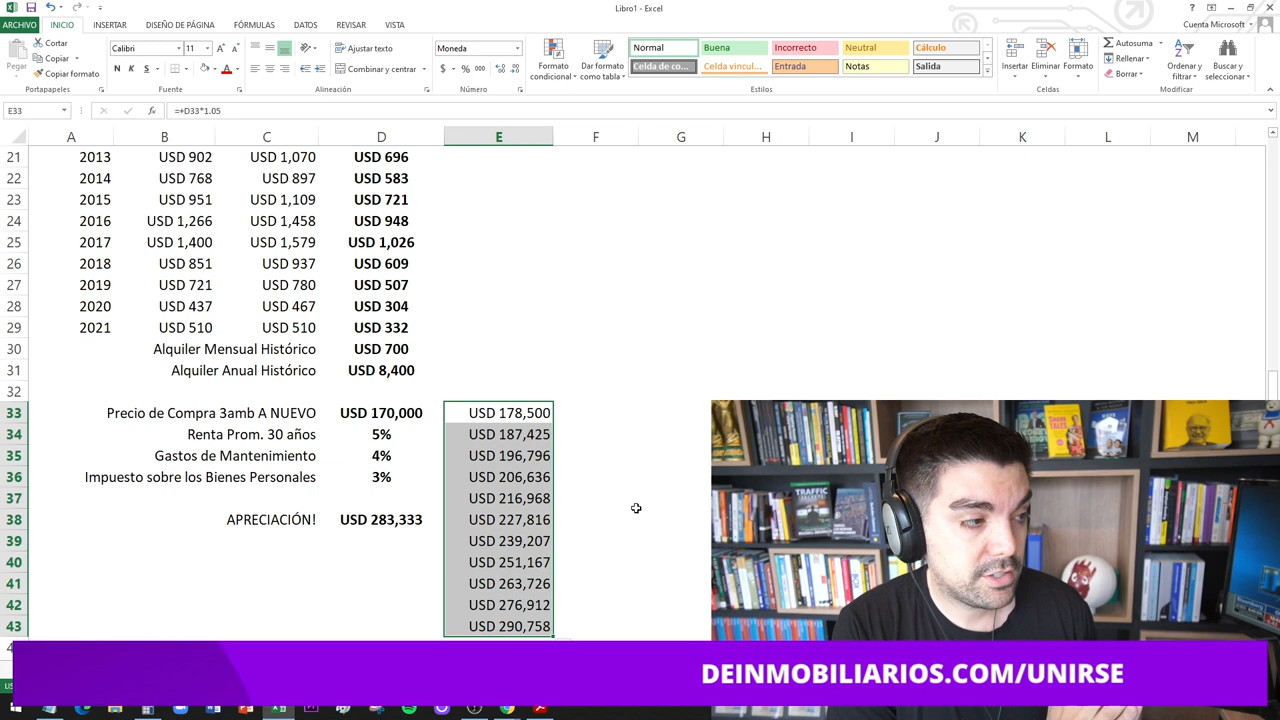 Libro1 - Excel
ARCHIVO INICIO INSERTAR DISEÑO DE PÁGINA FÓRMULAS DATOS REVISAR VISTA Cuenta Microsoft
Pegar Cortar Copiar Copiar formato
Portapapeles
Calibri 11
N K S
Fuente
Ajustar texto
Combinar y centrar
Alineación
Moneda
$ % 000
Número
Formato condicional Dar formato como tabla
Normal Buena Incorrecto Neutral Cálculo
Celda de co... Celda vincul... Entrada Notas Salida
Estilos
Insertar Eliminar Formato
Celdas
Autosuma Rellenar Borrar
Ordenar y filtrar Buscar y seleccionar
Modificar
E33 fx =+D33*1.05
A B C D E F G H I J K L M
21 2013 USD 902 USD 1,070 USD 696
22 2014 USD 768 USD 897 USD 583
23 2015 USD 951 USD 1,109 USD 721
24 2016 USD 1,266 USD 1,458 USD 948
25 2017 USD 1,400 USD 1,579 USD 1,026
26 2018 USD 851 USD 937 USD 609
27 2019 USD 721 USD 780 USD 507
28 2020 USD 437 USD 467 USD 304
29 2021 USD 510 USD 510 USD 332
30 Alquiler Mensual Histórico USD 700
31 Alquiler Anual Histórico USD 8,400
32
33 Precio de Compra 3amb A NUEVO USD 170,000 USD 178,500
34 Renta Prom. 30 años 5% USD 187,425
35 Gastos de Mantenimiento 4% USD 196,796
36 Impuesto sobre los Bienes Personales 3% USD 206,636
37 USD 216,968
38 APRECIACIÓN! USD 283,333 USD 227,816
39 USD 239,207
40 USD 251,167
41 USD 263,726
42 USD 276,912
43 USD 290,758
TRAFFIC SECRETS
DEINMOBILIARIOS.COM/UNIRSE